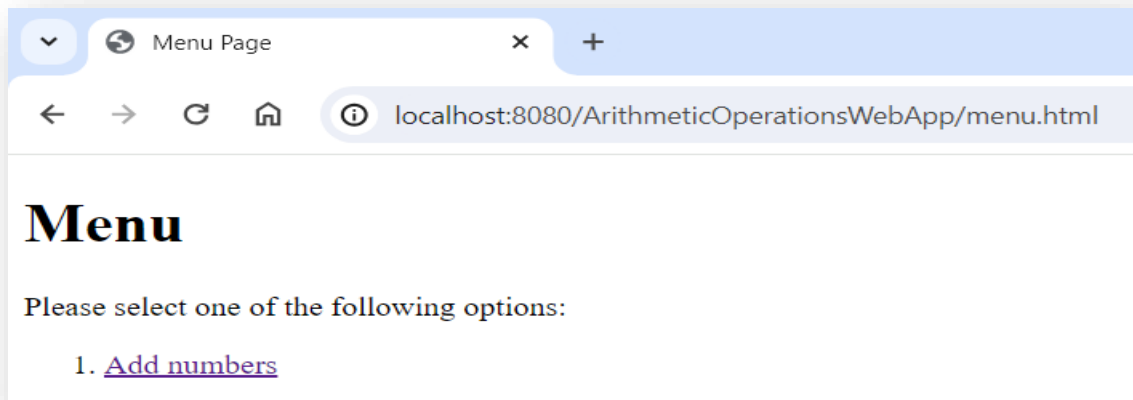 Menu Page
localhost:8080/ArithmeticOperationsWebApp/menu.html
Menu
Please select one of the following options:
1. Add numbers